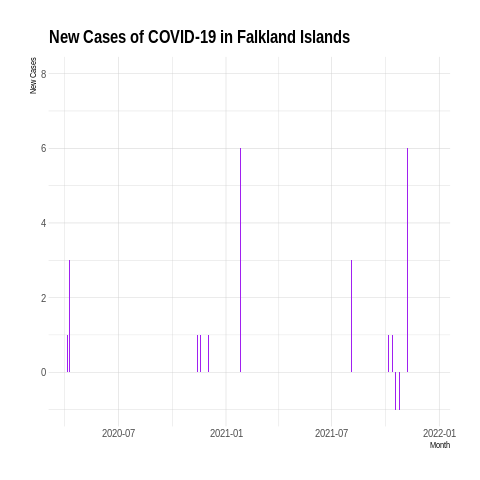 New Cases of COVID-19 in Falkland Islands
New Cases
8
6
4
2
0
2020-07 2021-01 2021-07 2022-01
Month